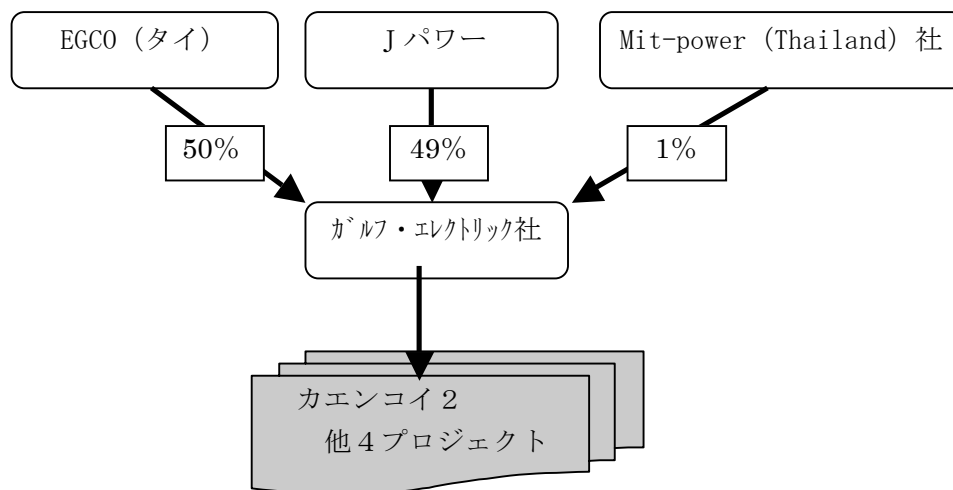 EGCO（タイ）
Ｊパワー
Mit-power（Thailand）社
50％
49％
1％
ｶﾞﾙﾌ・ｴﾚｸﾄﾘｯｸ社
カエンコイ２
他４プロジェクト